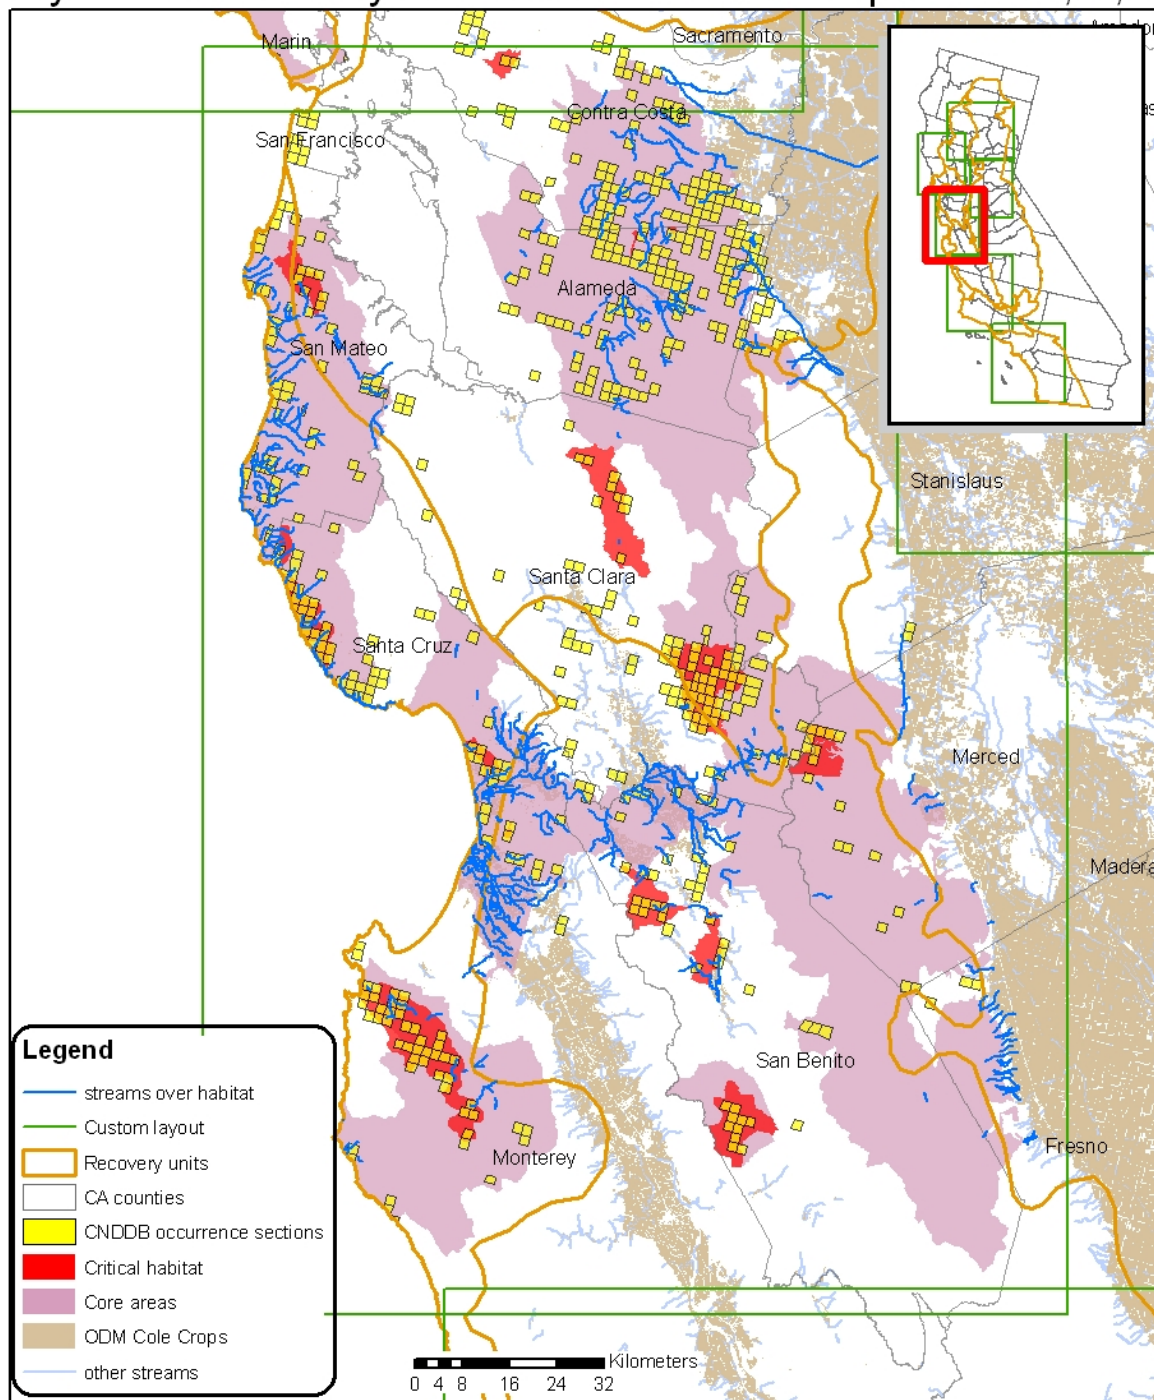 Sacramento
Marin
Contra Costa
San Francisco
Alameda
San Mateo
Stanislaus
Santa Clara
Santa Cruz
Merced
Madera
San Benito
Fresno
Monterey
Legend
streams over habitat
Custom layout
Recovery units
CA counties
CNDDB occurrence sections
Critical habitat
Core areas
ODM Cole Crops
other streams
Kilometers
0 4 8 16 24 32